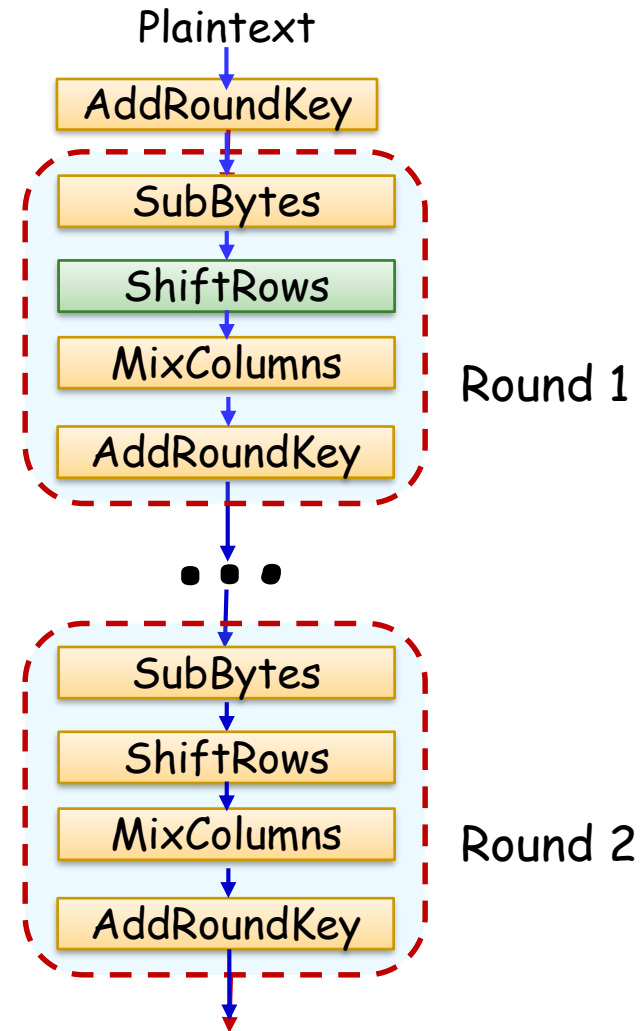 Plaintext
AddRoundKey
SubBytes
ShiftRows
MixColumns
Round 1
AddRoundKey
...
SubBytes
ShiftRows
MixColumns
Round 2
AddRoundKey